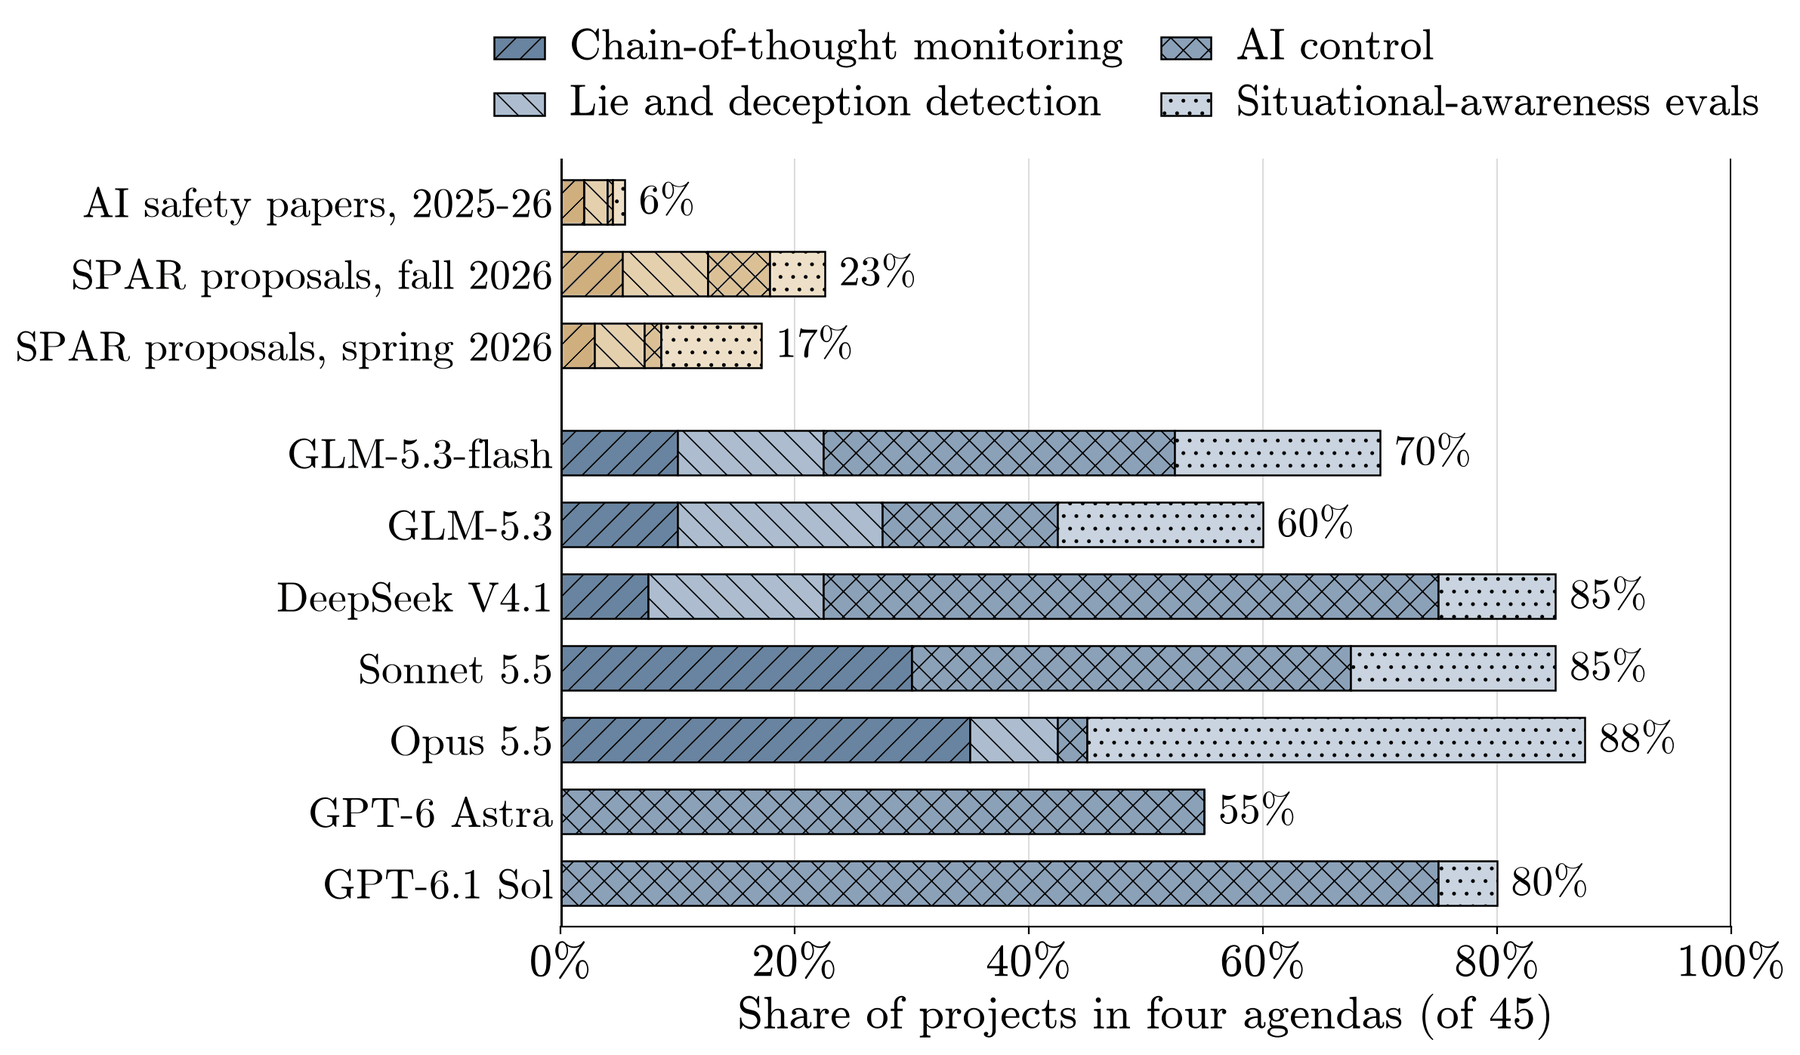 Chain-of-thought monitoring
AI control
Lie and deception detection
Situational-awareness evals
AI safety papers, 2025-26
6%
SPAR proposals, fall 2026
23%
SPAR proposals, spring 2026
17%
GLM-5.3-flash
70%
GLM-5.3
60%
DeepSeek V4.1
85%
Sonnet 5.5
85%
Opus 5.5
88%
GPT-6 Astra
55%
GPT-6.1 Sol
80%
0% 20% 40% 60% 80% 100%
Share of projects in four agendas (of 45)